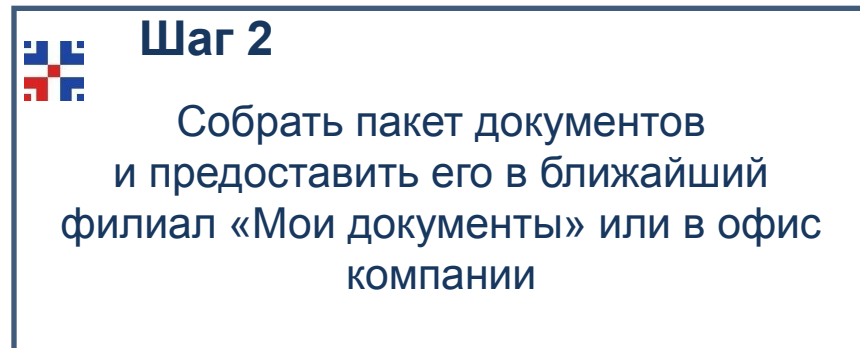 Шаг 2
Собрать пакет документов
и предоставить его в ближайший
филиал «Мои документы» или в офис
компании